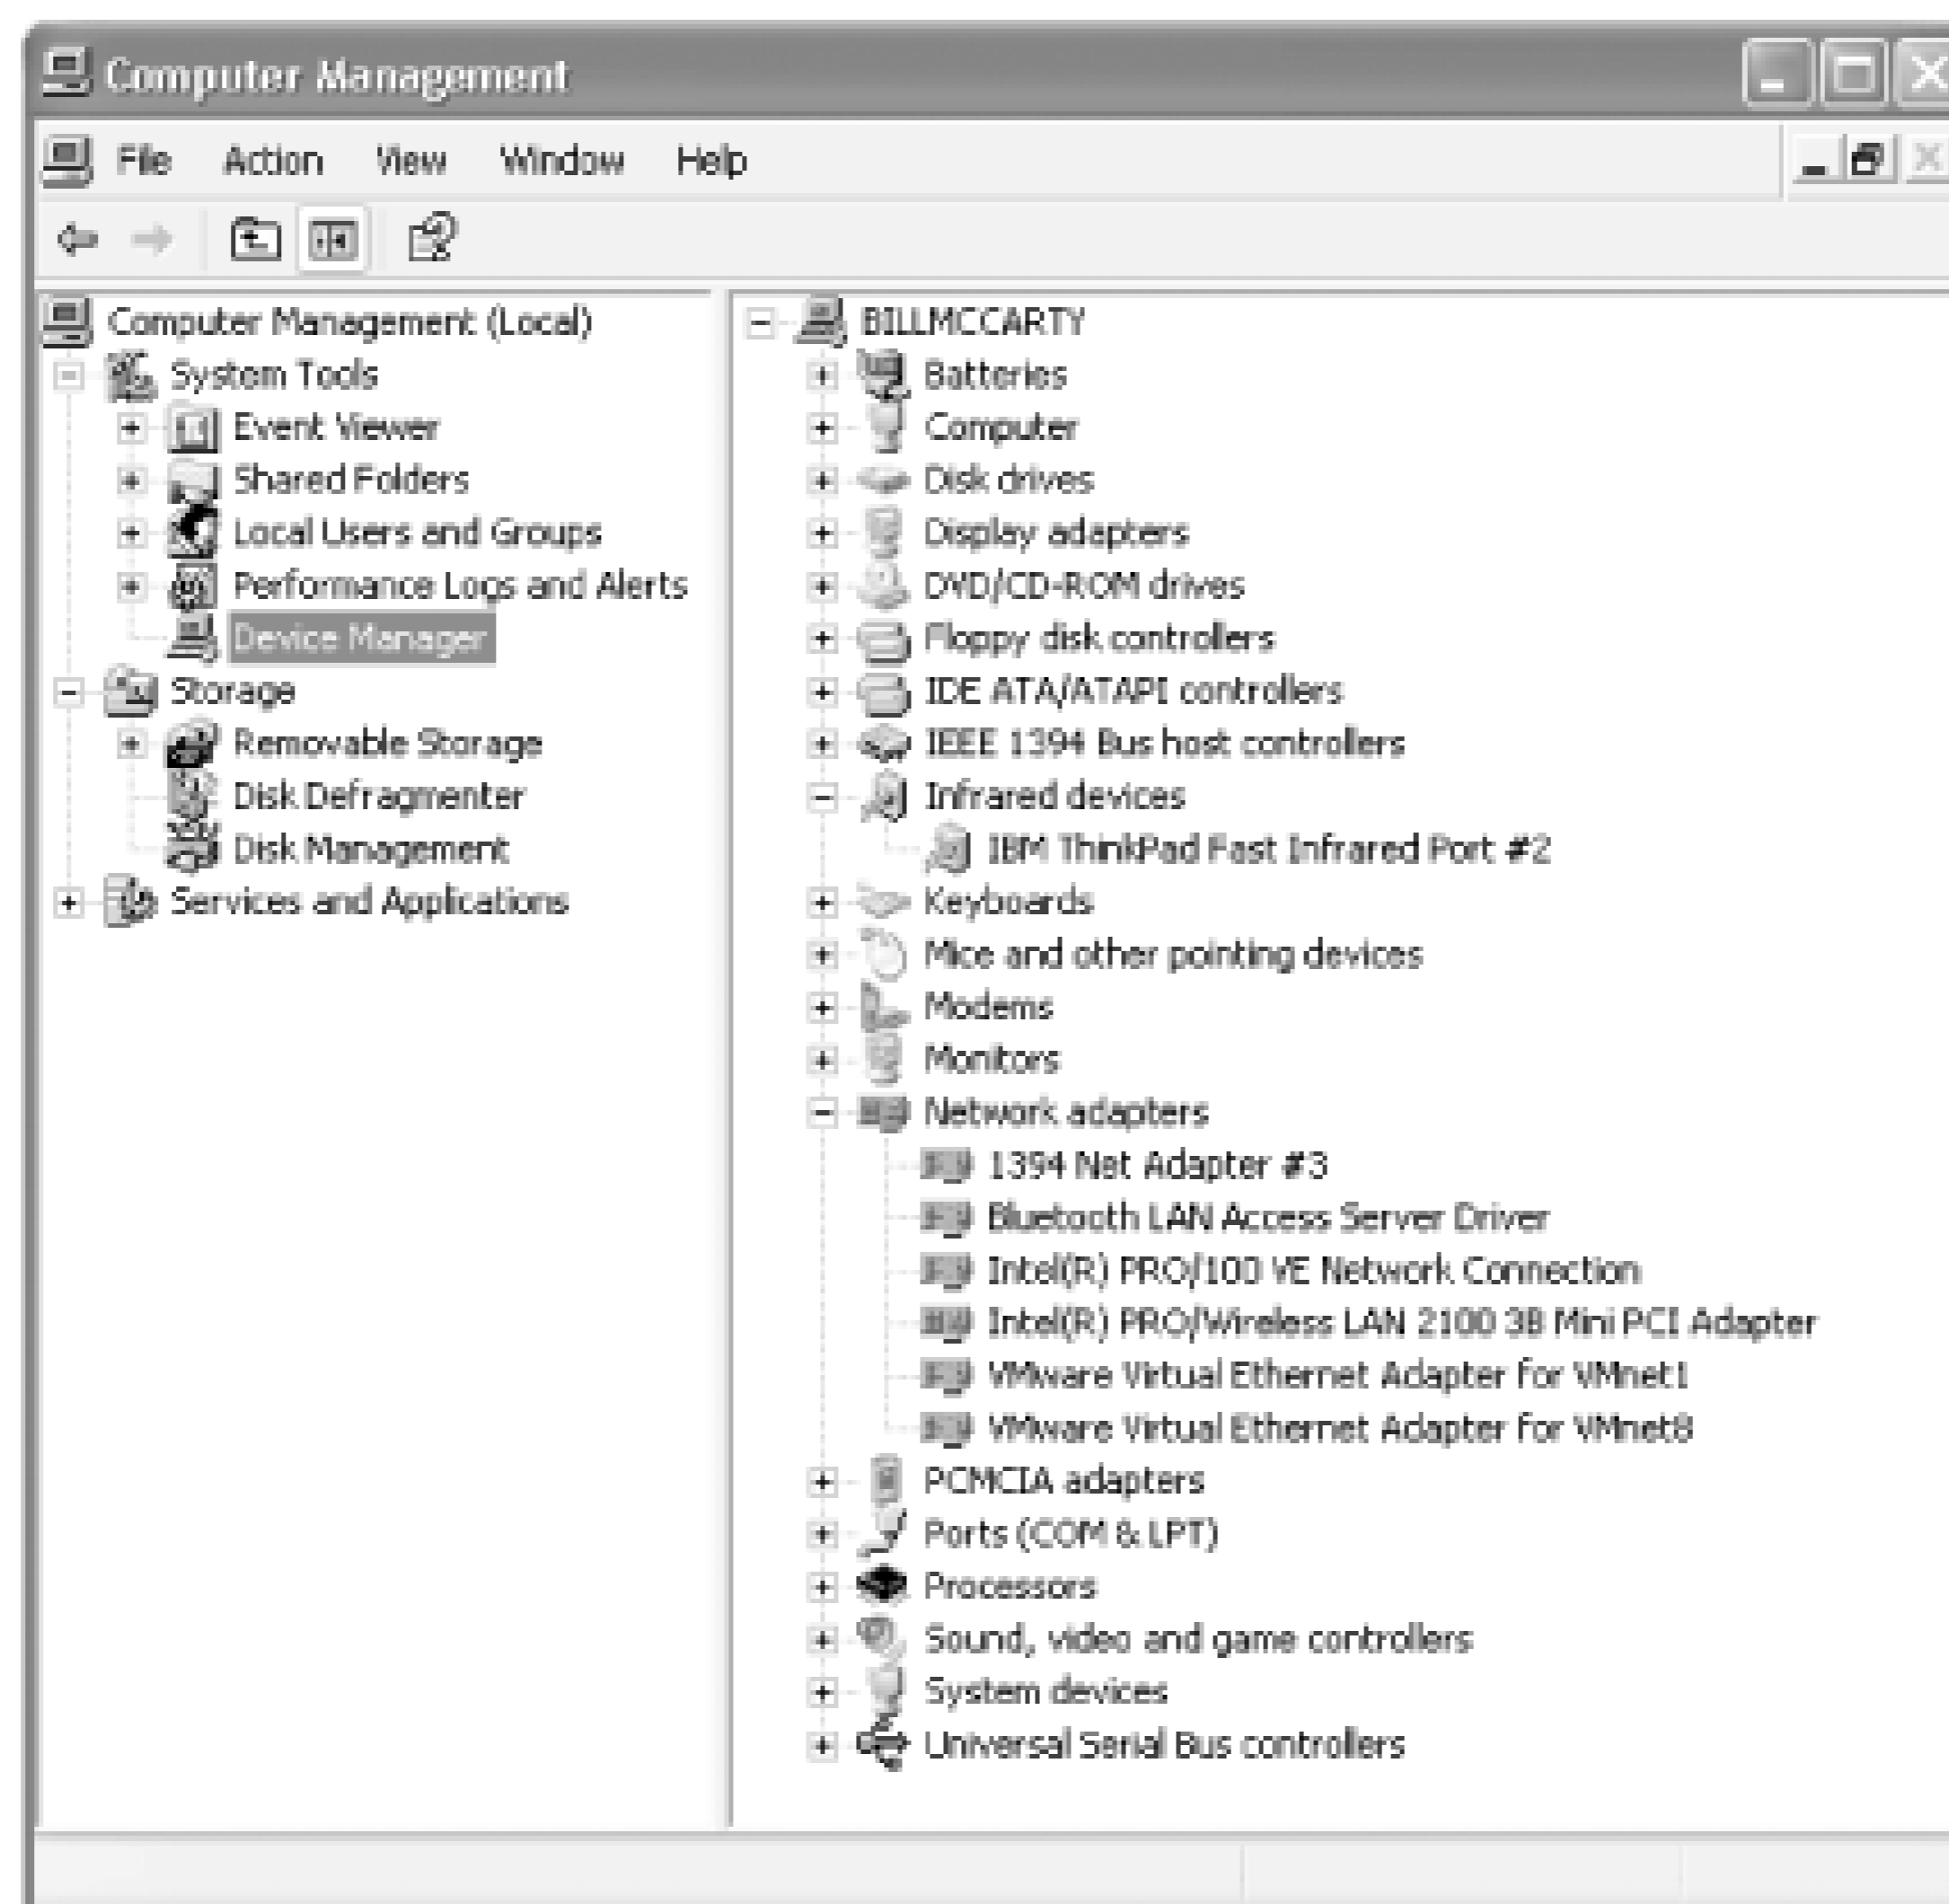 Computer Management
File Action View Window Help
Computer Management (Local)
System Tools
Event Viewer
Shared Folders
Local Users and Groups
Performance Logs and Alerts
Device Manager
Storage
Removable Storage
Disk Defragmenter
Disk Management
Services and Applications
BILLMCCARTY
Batteries
Computer
Disk drives
Display adapters
DVD/CD-ROM drives
Floppy disk controllers
IDE ATA/ATAPI controllers
IEEE 1394 Bus host controllers
Infrared devices
IBM ThinkPad Fast Infrared Port #2
Keyboards
Mice and other pointing devices
Modems
Monitors
Network adapters
1394 Net Adapter #3
Bluetooth LAN Access Server Driver
Intel(R) PRO/100 VE Network Connection
Intel(R) PRO/Wireless LAN 2100 3B Mini PCI Adapter
VMware Virtual Ethernet Adapter for VMnet1
VMware Virtual Ethernet Adapter for VMnet8
PCMCIA adapters
Ports (COM & LPT)
Processors
Sound, video and game controllers
System devices
Universal Serial Bus controllers